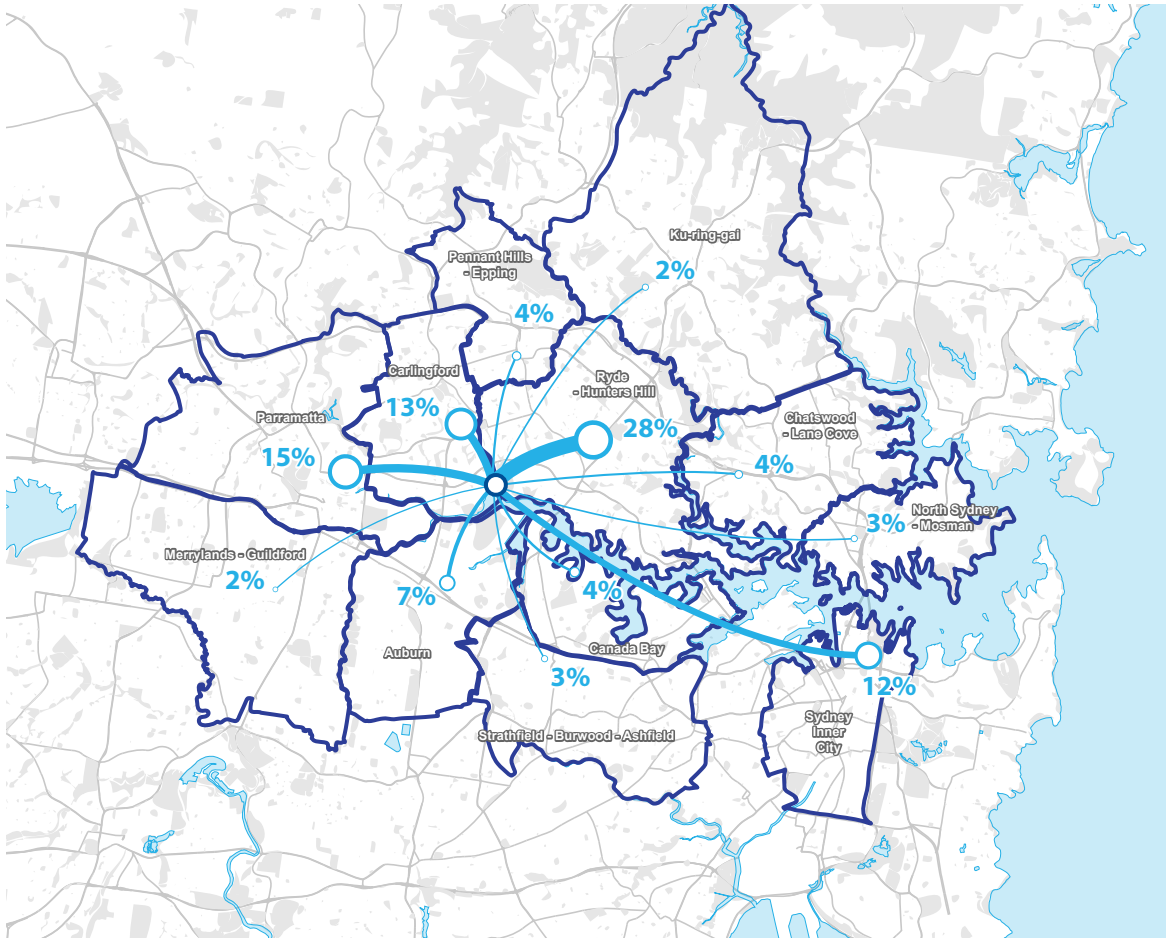 Ku-ring-gai
2%
Pennant Hills
- Epping
4%
Carlingford
13%
Ryde
- Hunters Hill
28%
Parramatta
15%
Chatswood
- Lane Cove
4%
North Sydney
- Mosman
3%
Merrylands - Guildford
2%
7%
Auburn
4%
Canada Bay
3%
Strathfield - Burwood - Ashfield
12%
Sydney
Inner
City